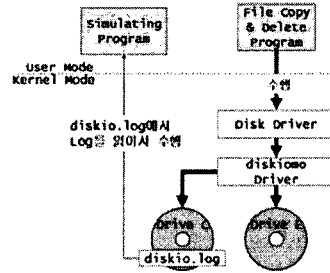 Simulating
Program
File Copy
& Delete
Program
User Mode
Kernel Mode
수행
diskio.log에서
Log를 읽어서 수행
Disk Driver
diskiomo
Driver
Drive C
Drive E
diskio.log